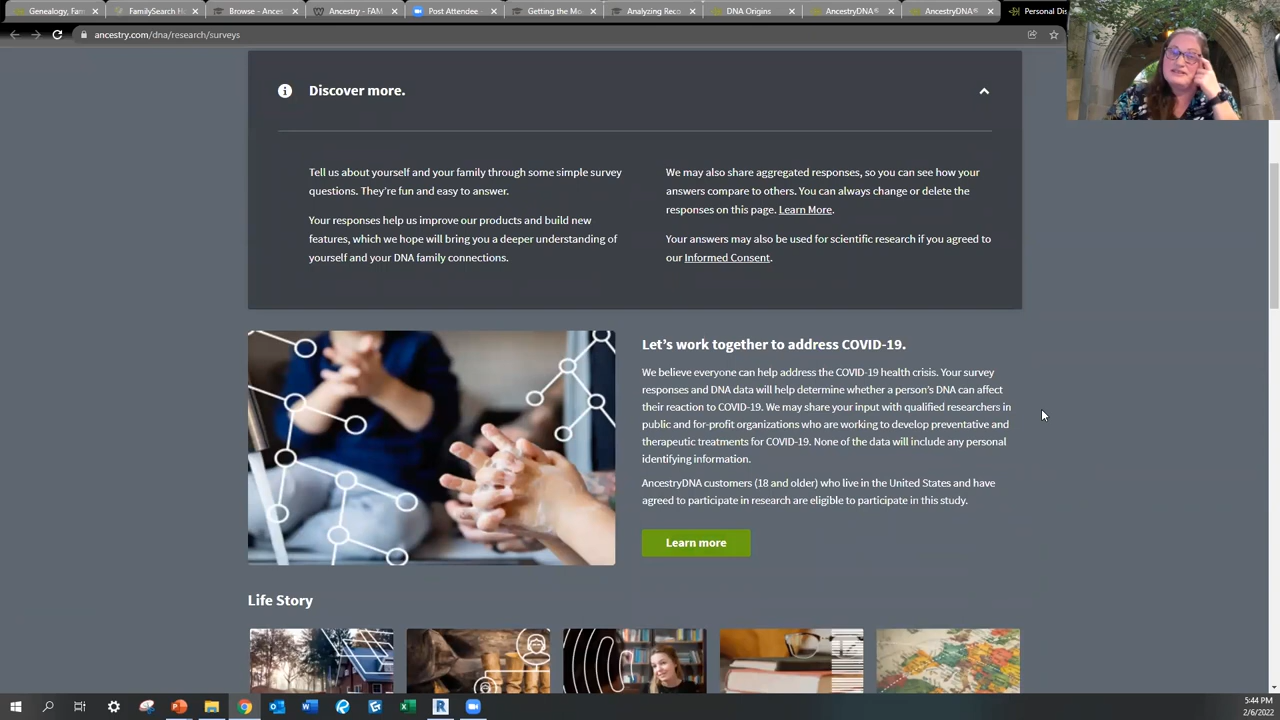 Genealogy, Fam
FamilySearch H
Browse - Ances
Ancestry - FAM
Post Attendee
Getting the Mo
Analyzing Reco
DNA Origins
AncestryDNA®
AncestryDNA®
Personal Dis
ancestry.com/dna/research/surveys
Discover more.
Tell us about yourself and your family through some simple survey
questions. They're fun and easy to answer.
Your responses help us improve our products and build new
features, which we hope will bring you a deeper understanding of
yourself and your DNA family connections.
We may also share aggregated responses, so you can see how your
answers compare to others. You can always change or delete the
responses on this page. Learn More.
Your answers may also be used for scientific research if you agreed to
our Informed Consent.
Let's work together to address COVID-19.
We believe everyone can help address the COVID-19 health crisis. Your survey
responses and DNA data will help determine whether a person's DNA can affect
their reaction to COVID-19. We may share your input with qualified researchers in
public and for-profit organizations who are working to develop preventative and
therapeutic treatments for COVID-19. None of the data will include any personal
identifying information.
AncestryDNA customers (18 and older) who live in the United States and have
agreed to participate in research are eligible to participate in this study.
Learn more
Life Story
5:44 PM
2/6/2022